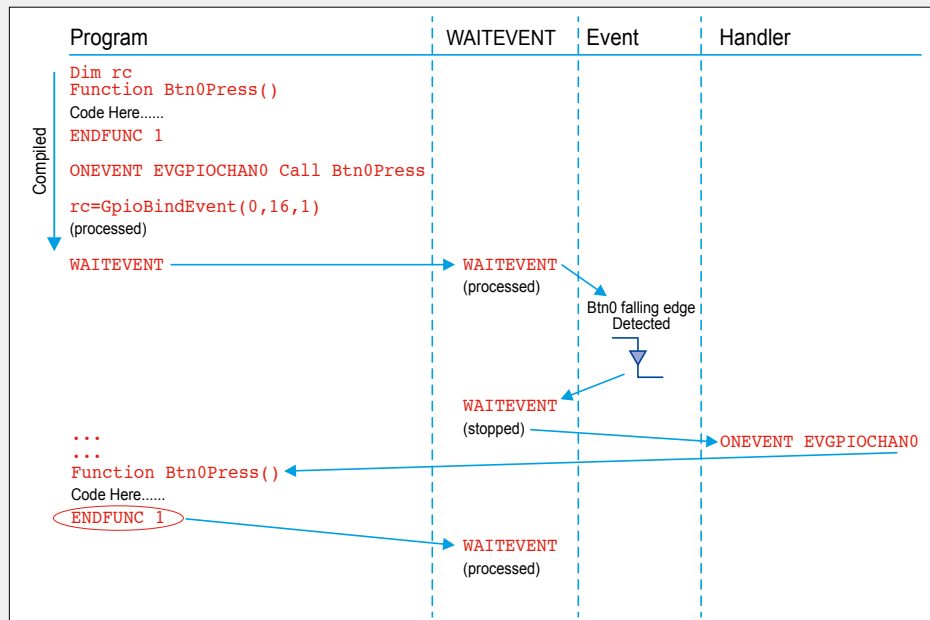 Program WAITEVENT Event Handler
Compiled
Dim rc
Function Btn0Press()
Code Here......
ENDFUNC 1
ONEVENT EVGPIOCHAN0 Call Btn0Press
rc=GpioBindEvent(0,16,1)
(processed)
WAITEVENT WAITEVENT
(processed)
Btn0 falling edge
Detected
WAITEVENT
(stopped)
ONEVENT EVGPIOCHAN0
...
...
Function Btn0Press()
Code Here......
ENDFUNC 1
WAITEVENT
(processed)